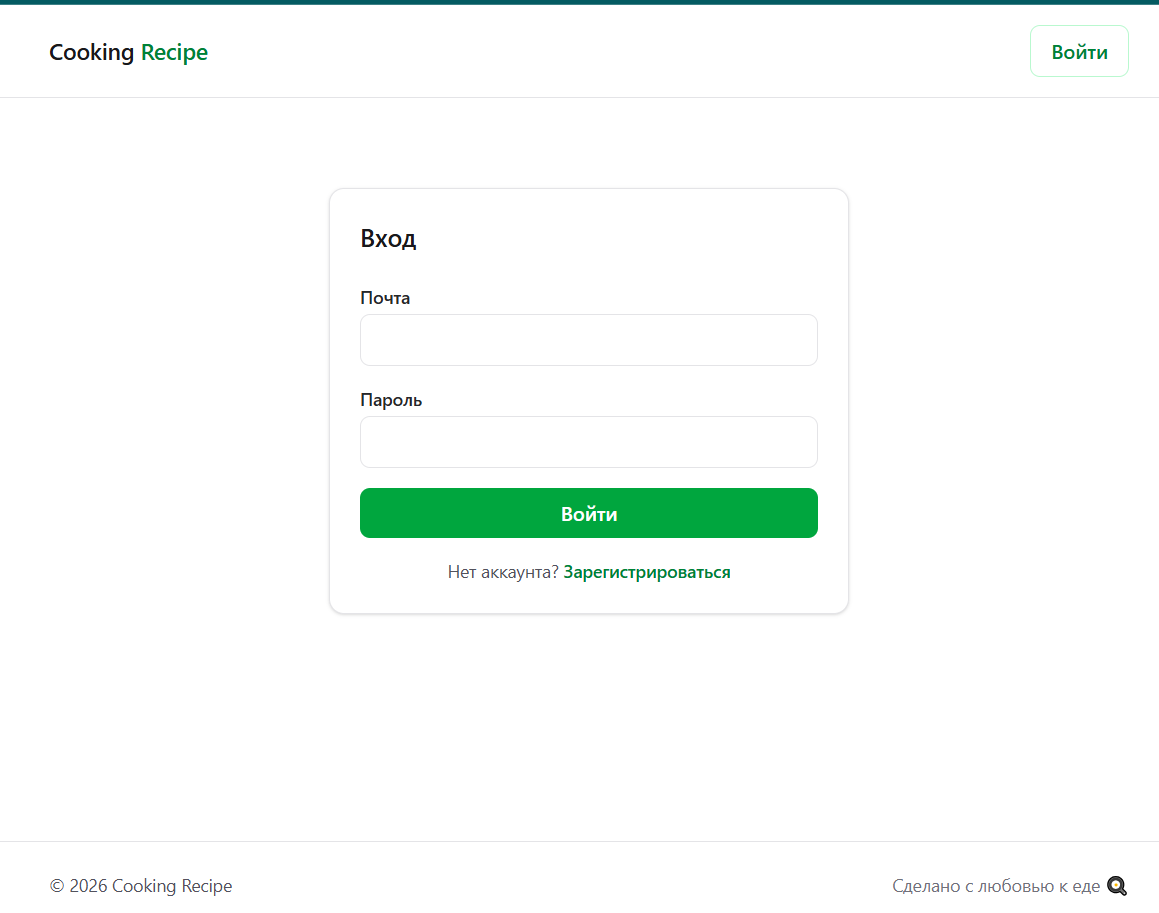 Cooking Recipe
Войти
Вход
Почта
Пароль
Войти
Нет аккаунта? Зарегистрироваться
© 2026 Cooking Recipe
Сделано с любовью к еде 🍳